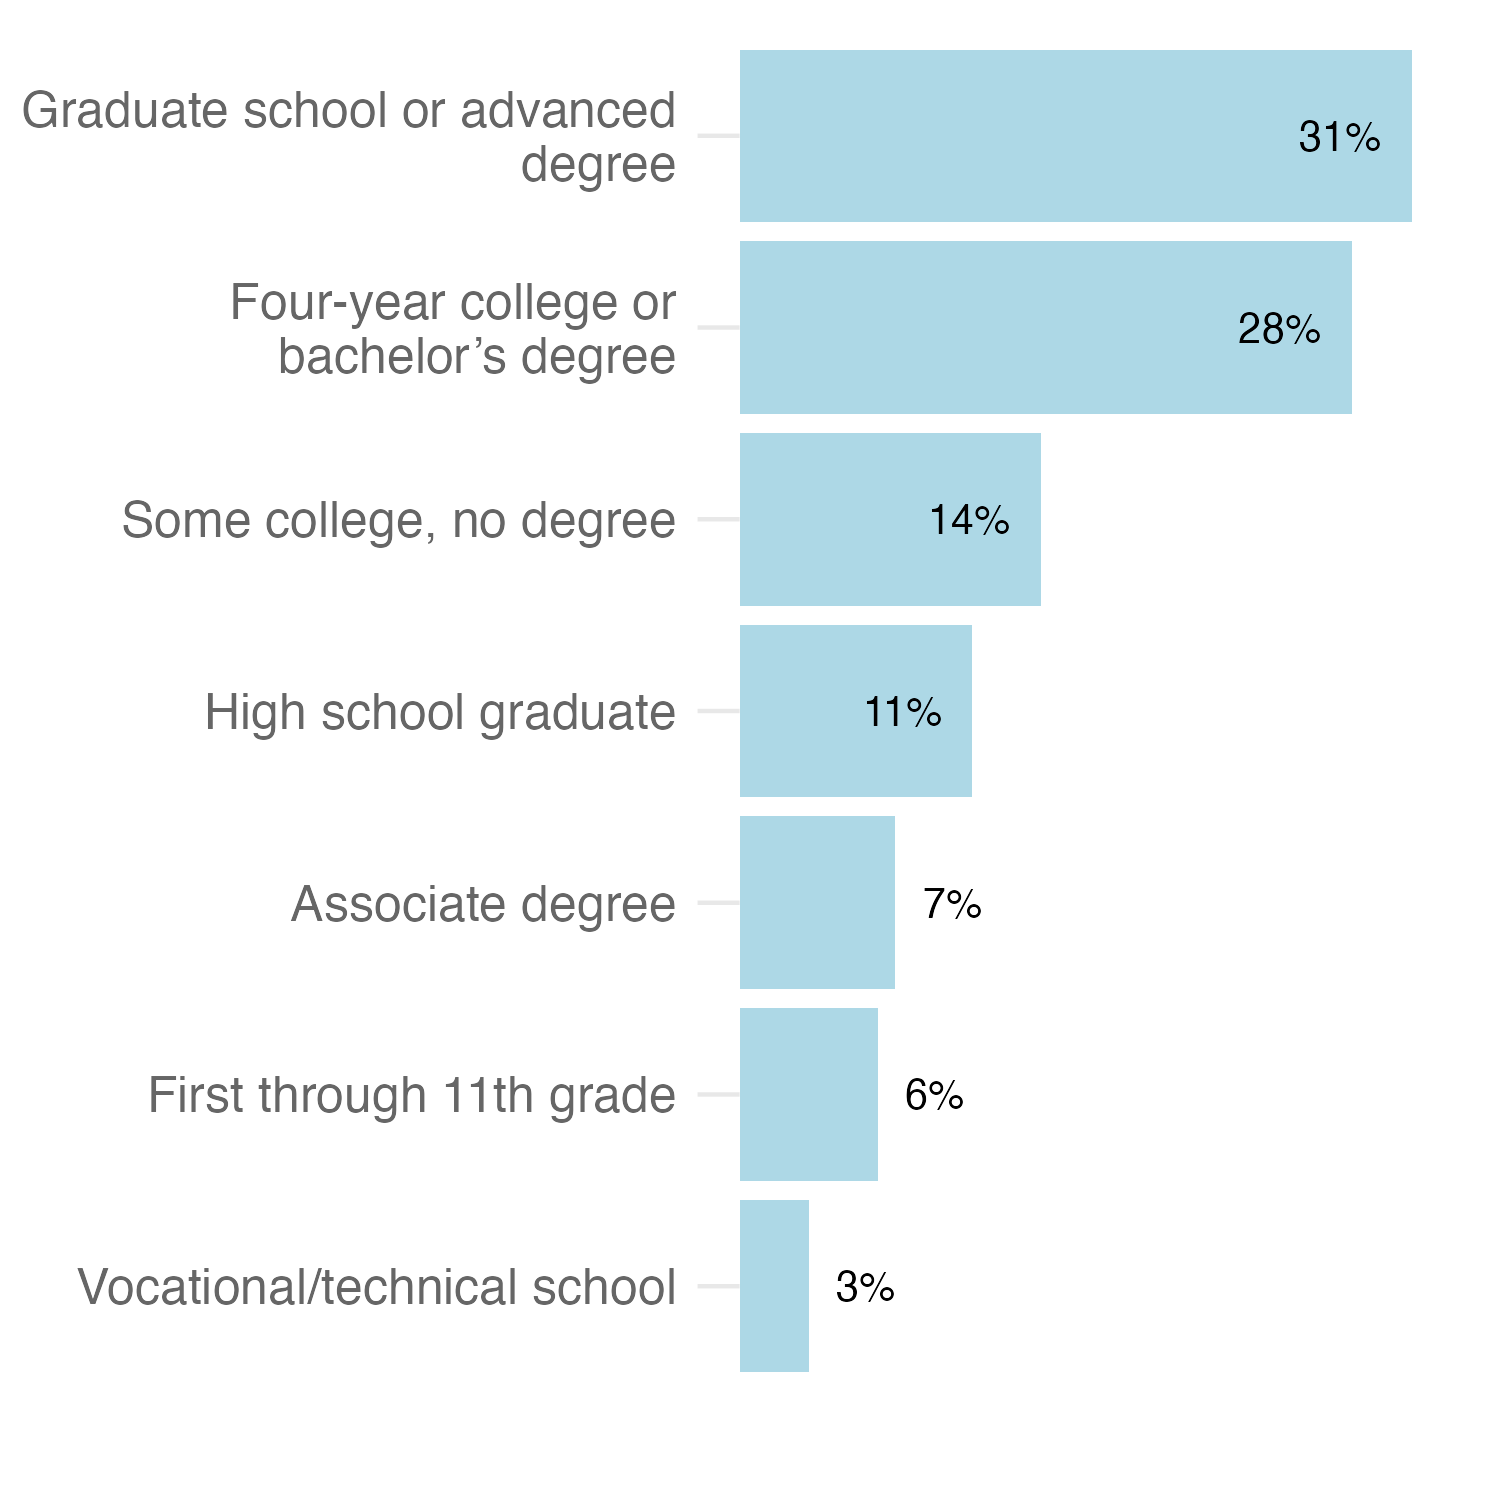 Graduate school or advanced
degree
31%
Four-year college or
bachelor’s degree
28%
Some college, no degree
14%
High school graduate
11%
Associate degree
7%
First through 11th grade
6%
Vocational/technical school
3%